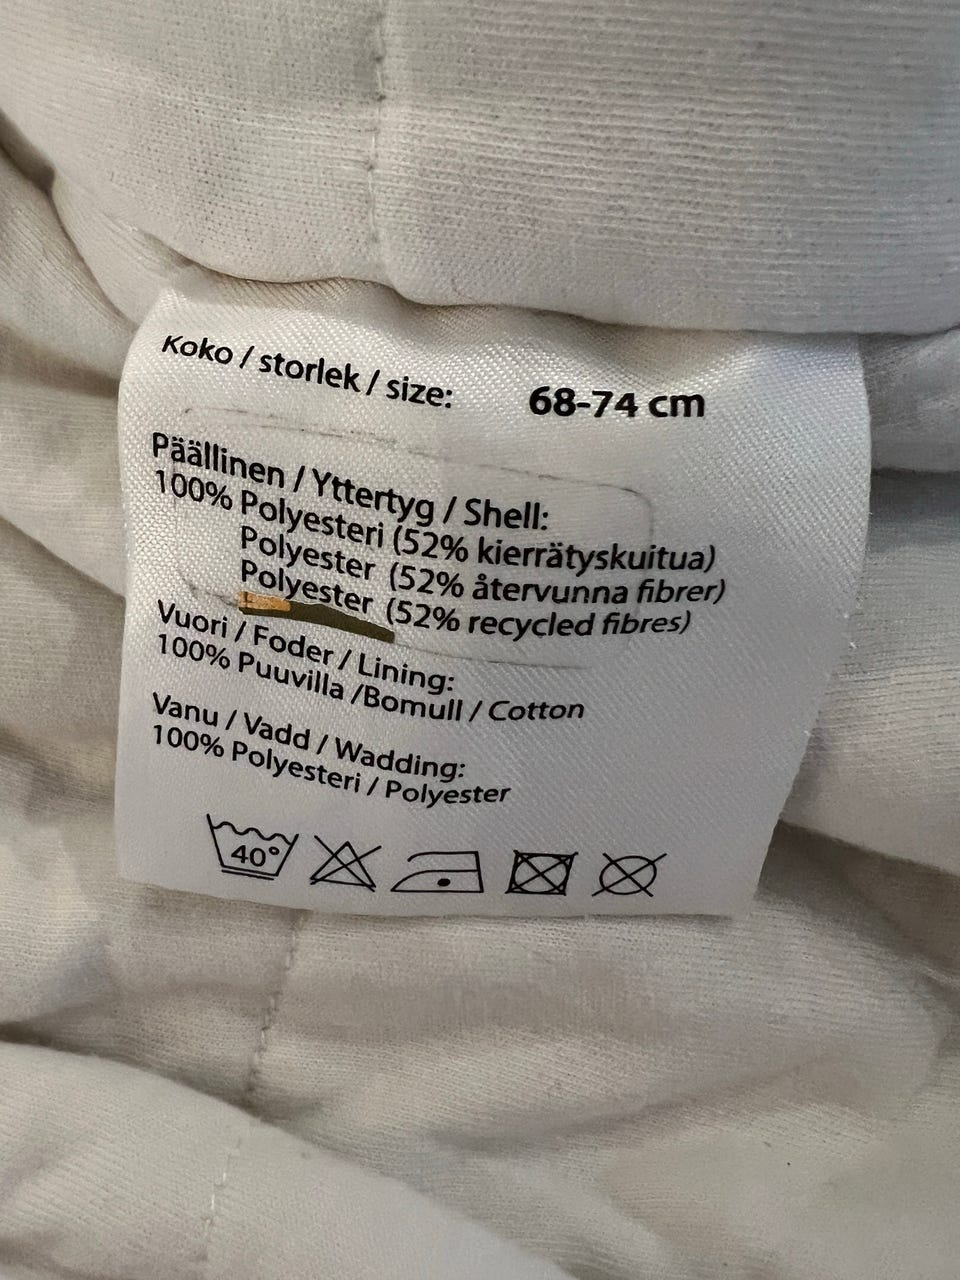 Koko / storlek / size: 68-74 cm
Päällinen / Yttertyg / Shell:
100% Polyesteri (52% kierrätyskuitua)
Polyester (52% återvunna fibrer)
Polyester (52% recycled fibres)
Vuori / Foder / Lining:
100% Puuvilla /Bomull / Cotton
Vanu / Vadd / Wadding:
100% Polyesteri / Polyester
40°